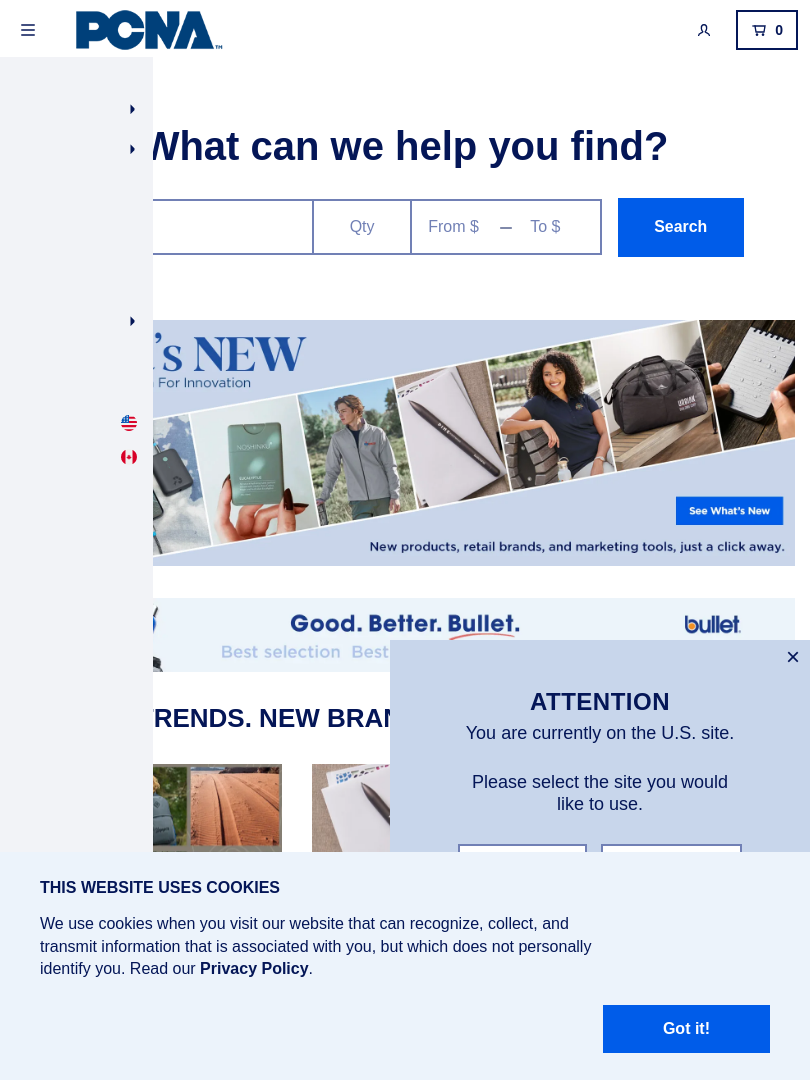 PCNA™
0
What can we help you find?
Qty
From $ — To $
Search
's NEW
For Innovation
NOSHINKU
See What's New
New products, retail brands, and marketing tools, just a click away.
Good. Better. Bullet.
bullet.
Best selection Best
ATTENTION
You are currently on the U.S. site.
Please select the site you would
like to use.
TRENDS. NEW BRAN
THIS WEBSITE USES COOKIES
We use cookies when you visit our website that can recognize, collect, and
transmit information that is associated with you, but which does not personally
identify you. Read our Privacy Policy.
Got it!